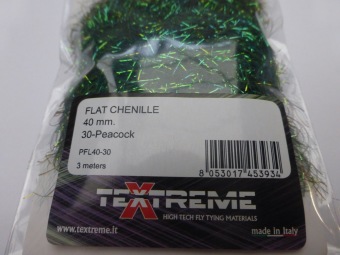 FLAT CHENILLE
40 mm.
30-Peacock
PFL40-30
3 meters
8 053017 453934
TEXTREME
HIGH TECH FLY TYING MATERIALS
www.textreme.it
made in Italy